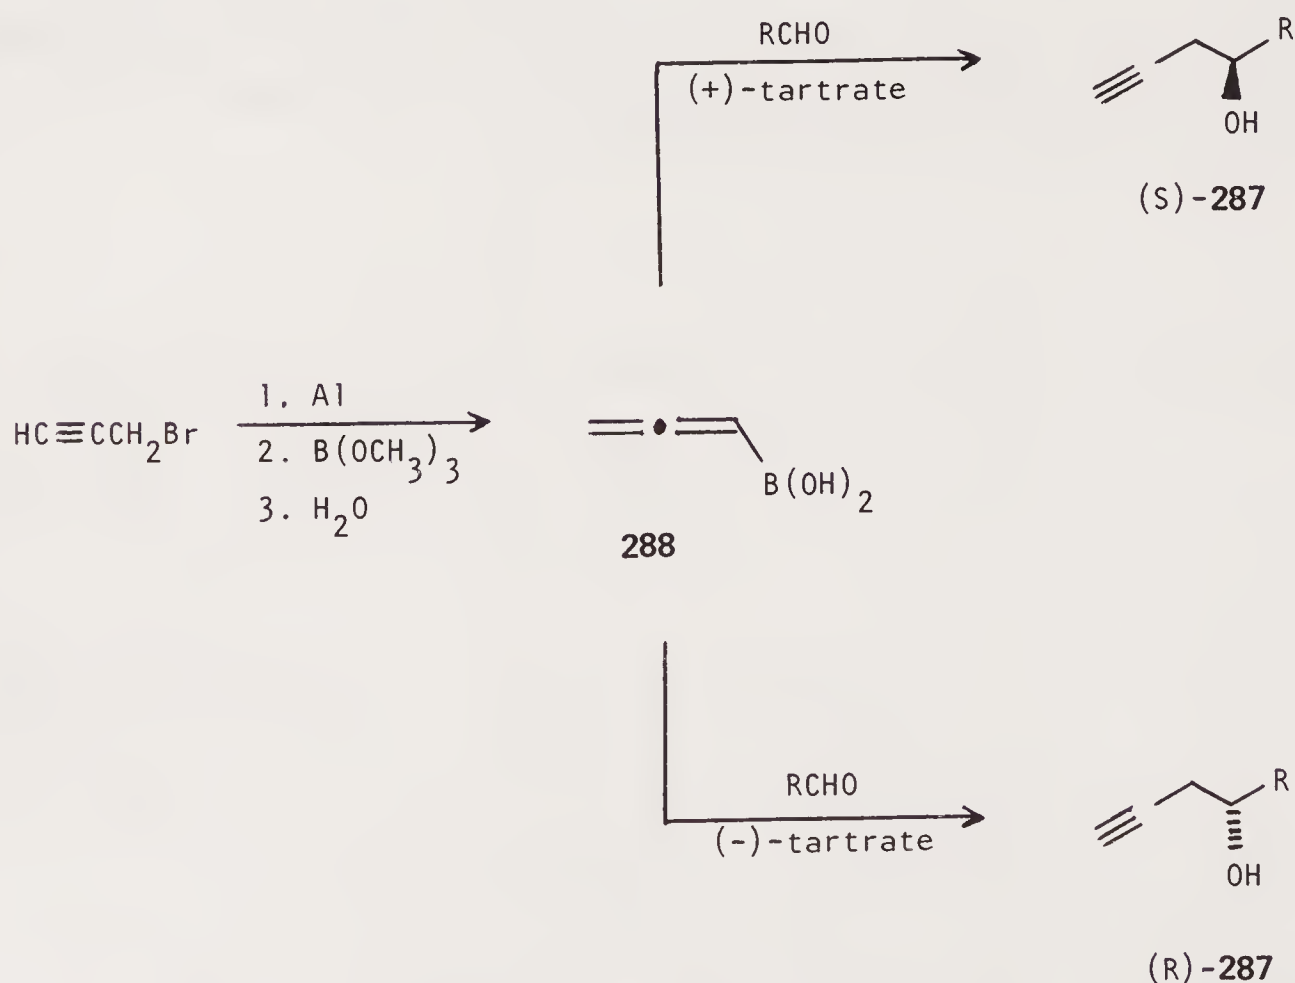 RCHO
(+)-tartrate
R
OH
(S)-287
HC≡CCH2Br
1. Al
2. B(OCH3)3
3. H2O
B(OH)2
288
RCHO
(-)-tartrate
R
OH
(R)-287